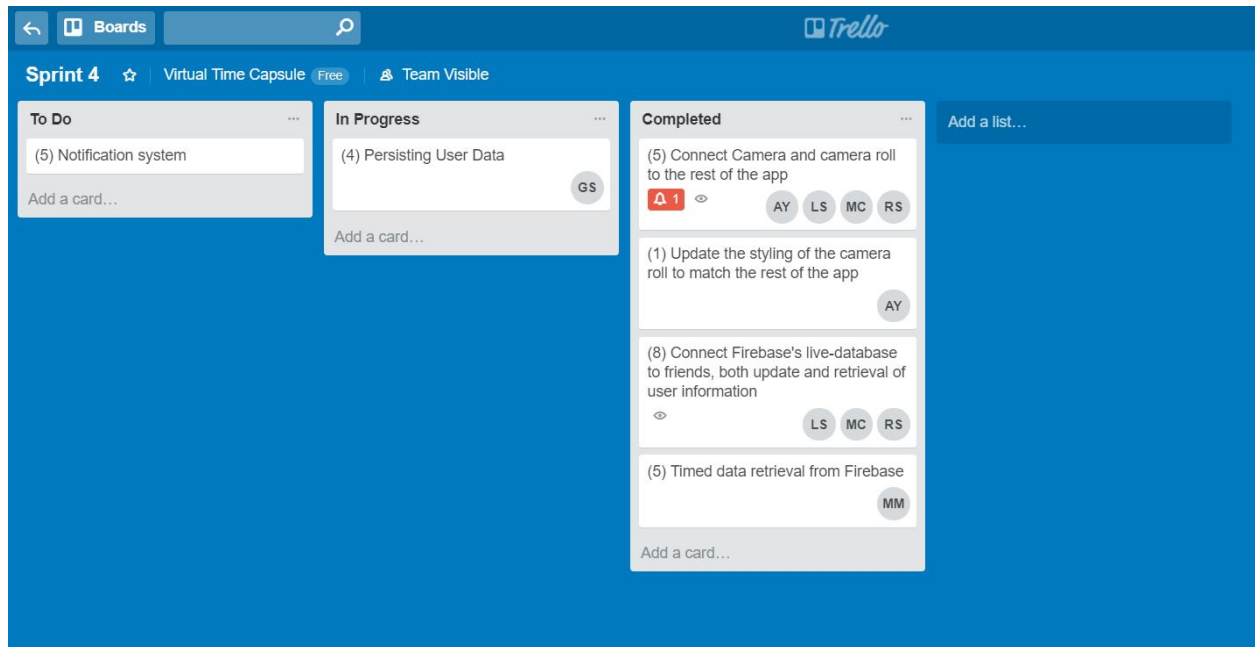 Boards
Trello
Sprint 4
Virtual Time Capsule Free
Team Visible
To Do
(5) Notification system
Add a card…
In Progress
(4) Persisting User Data
GS
Add a card…
Completed
(5) Connect Camera and camera roll
to the rest of the app
1
AY LS MC RS
(1) Update the styling of the camera
roll to match the rest of the app
AY
(8) Connect Firebase's live-database
to friends, both update and retrieval of
user information
LS MC RS
(5) Timed data retrieval from Firebase
MM
Add a card…
Add a list…